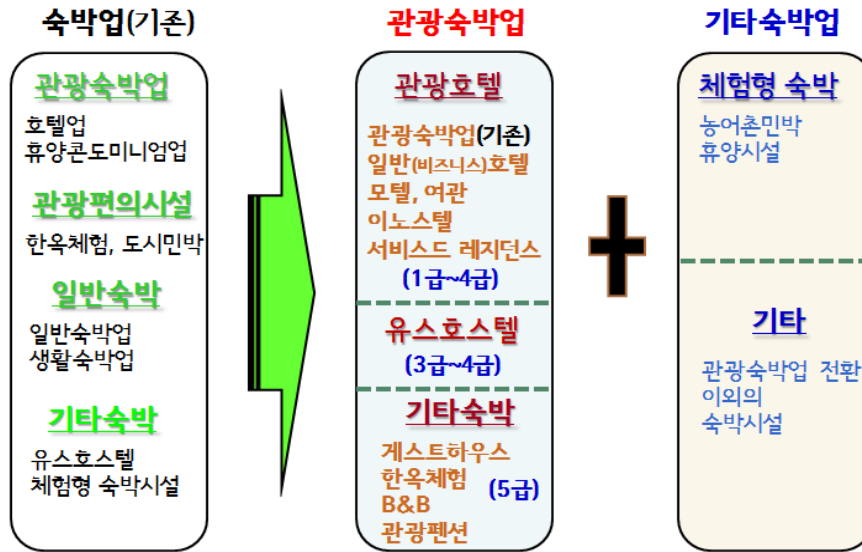 숙박업(기존)
관광숙박업
호텔업
휴양콘도미니엄업
관광편의시설
한옥체험, 도시민박
일반숙박
일반숙박업
생활숙박업
기타숙박
유스호스텔
체험형 숙박시설
관광숙박업
관광호텔
관광숙박업(기존)
일반(비즈니스)호텔
모텔, 여관
이노스텔
서비스드 레지던스
(1급~4급)
유스호스텔
(3급~4급)
기타숙박
게스트하우스
한옥체험
(5급)
B&B
관광펜션
기타숙박업
체험형 숙박
농어촌민박
휴양시설
기타
관광숙박업 전환
이외의
숙박시설